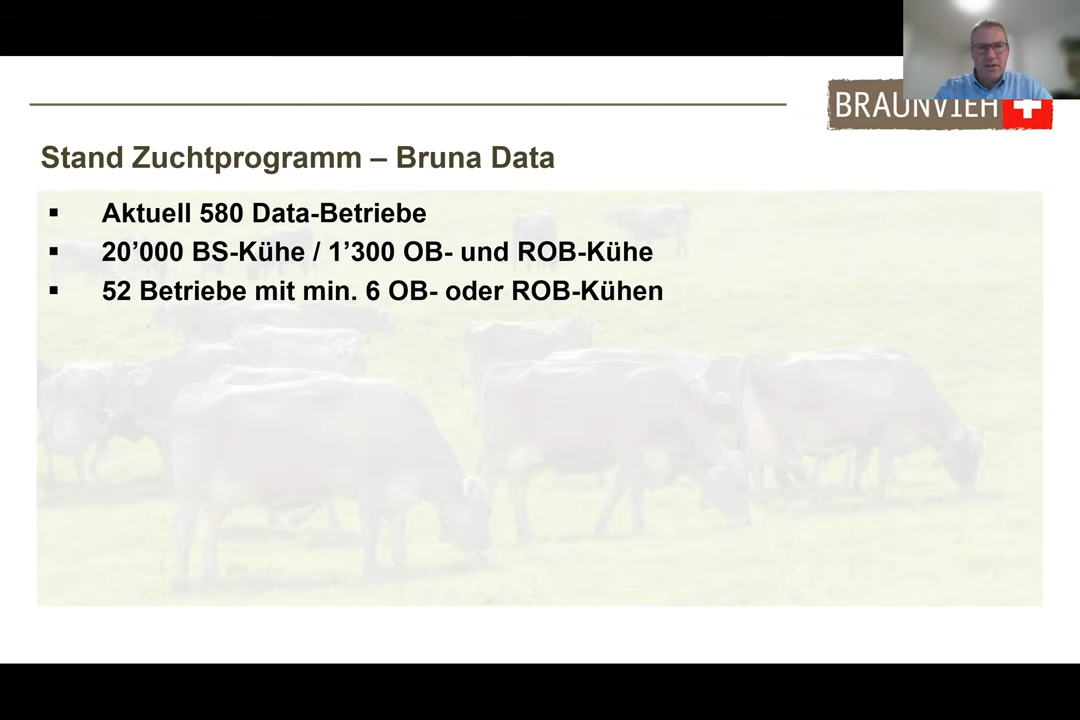 BRAUNVIEH
Stand Zuchtprogramm – Bruna Data
▪ Aktuell 580 Data-Betriebe
▪ 20’000 BS-Kühe / 1’300 OB- und ROB-Kühe
▪ 52 Betriebe mit min. 6 OB- oder ROB-Kühen